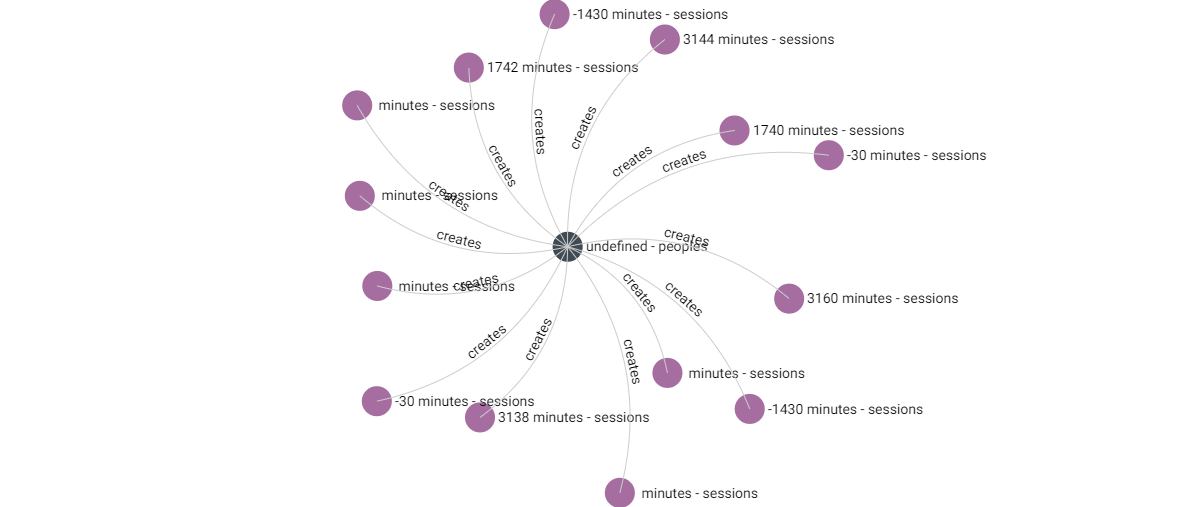 -1430 minutes - sessions
3144 minutes - sessions
1742 minutes - sessions
minutes - sessions
creates
creates
1740 minutes - sessions
creates
creates
creates
-30 minutes - sessions
minutes - sessions
creates
creates
creates
undefined - peoples
minutes - sessions
creates
creates
creates
3160 minutes - sessions
creates
creates
creates
minutes - sessions
-30 minutes - sessions
3138 minutes - sessions
-1430 minutes - sessions
minutes - sessions